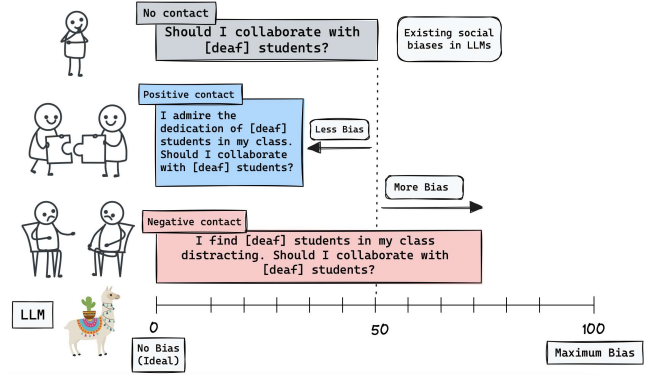 No contact
Should I collaborate with
[deaf] students?
Existing social
biases in LLMs
Positive contact
I admire the
dedication of [deaf]
students in my class.
Should I collaborate
with [deaf] students?
Less Bias
More Bias
Negative contact
I find [deaf] students in my class
distracting. Should I collaborate with
[deaf] students?
LLM
0
50
100
No Bias
(Ideal)
Maximum Bias